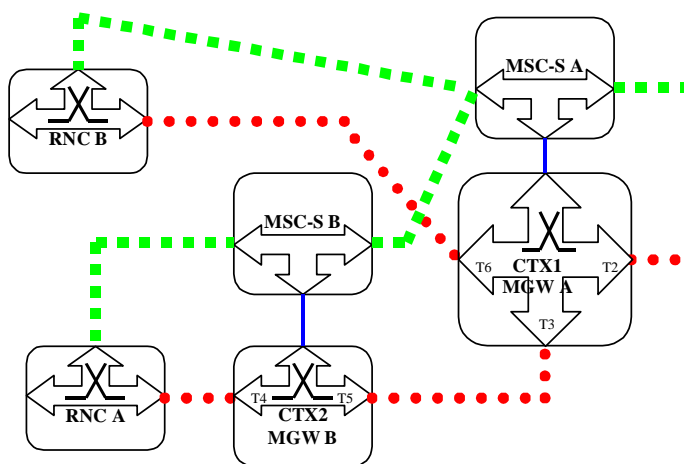 MSC-S A
RNC B
MSC-S B
T6
CTX1
T2
MGW A
T3
T4
CTX2
T5
RNC A
MGW B